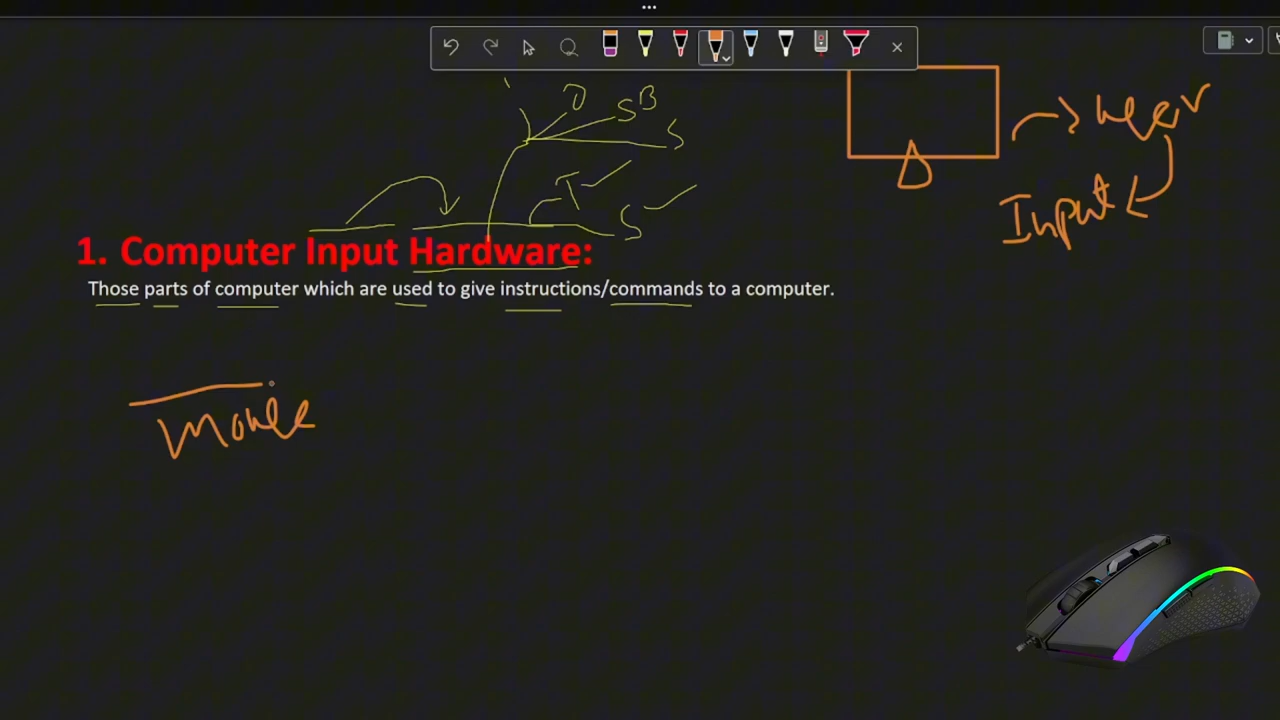 D
S B
S
T
S
user
Input
1. Computer Input Hardware:
Those parts of computer which are used to give instructions/commands to a computer.
Mouse